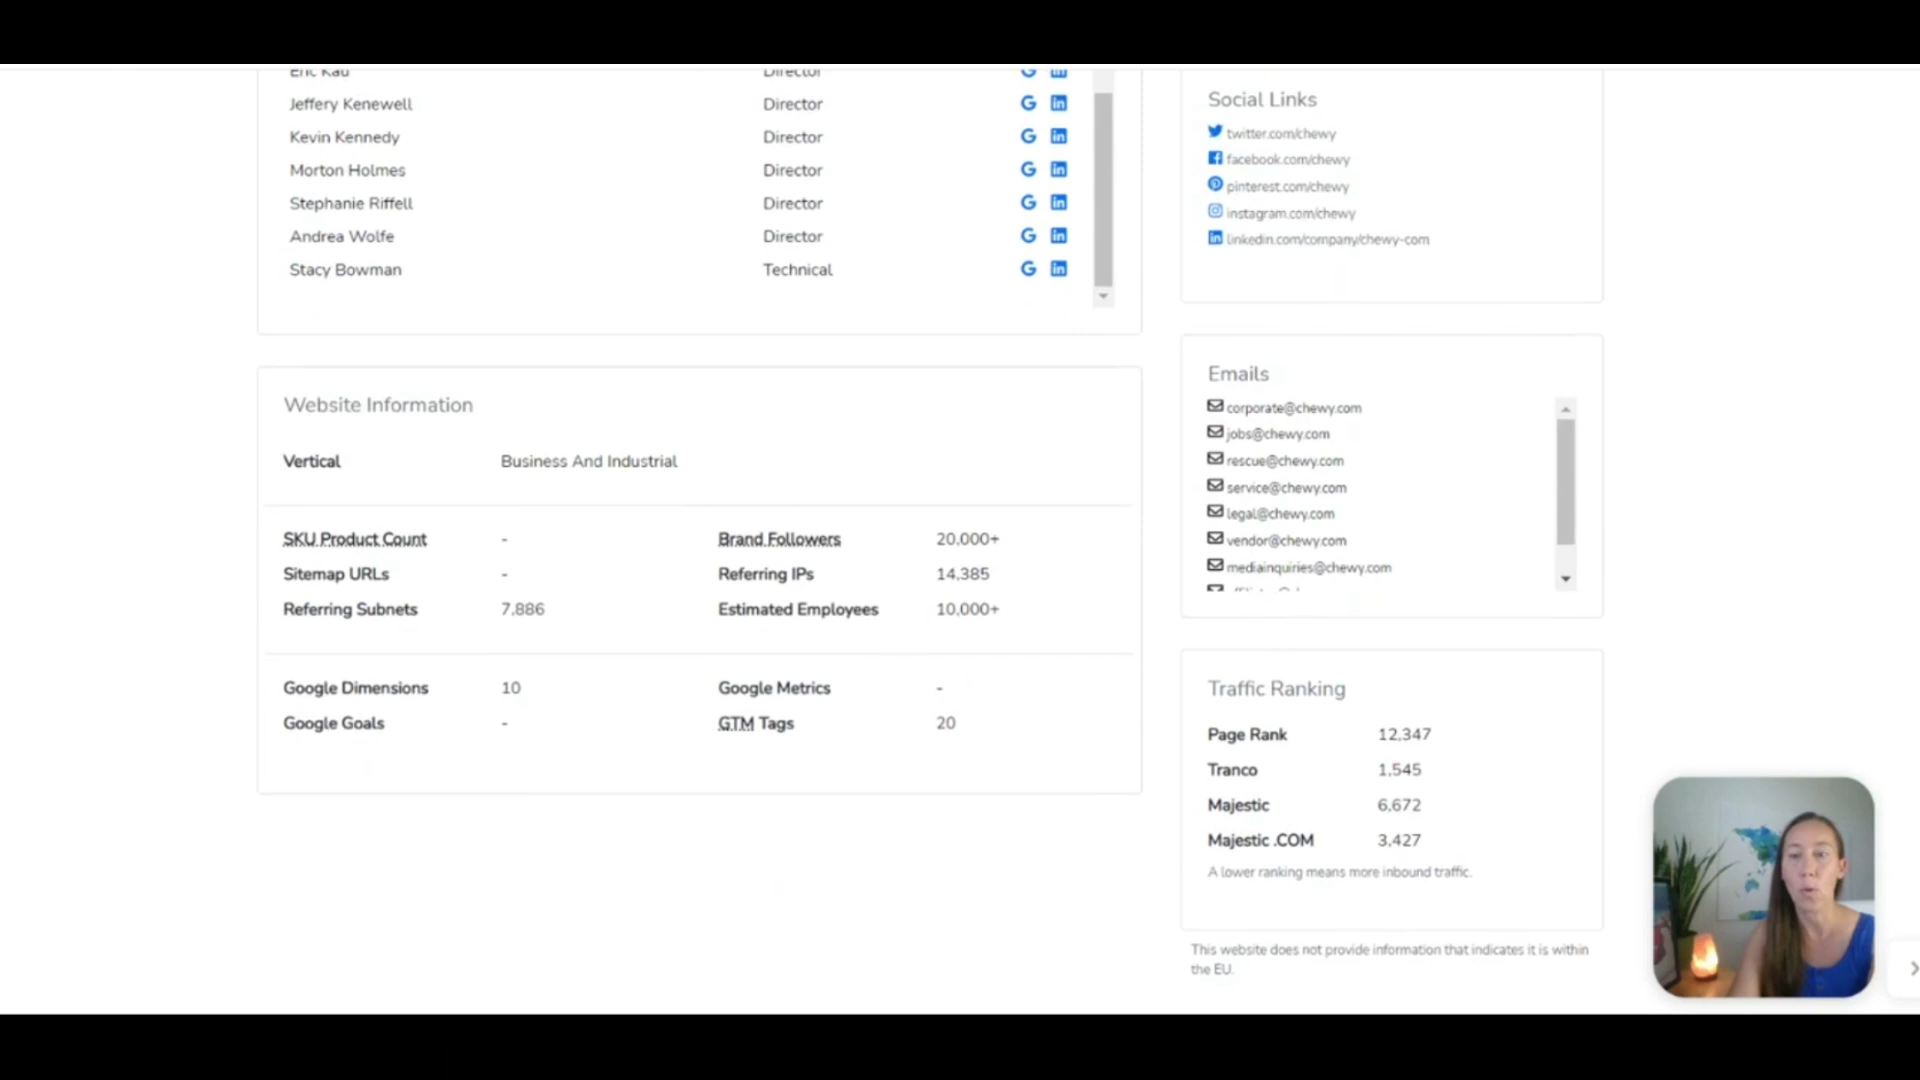 Eric Kau Director
Jeffery Kenewell Director
Kevin Kennedy Director
Morton Holmes Director
Stephanie Riffell Director
Andrea Wolfe Director
Stacy Bowman Technical
Website Information
Vertical Business And Industrial
SKU Product Count - Brand Followers 20,000+
Sitemap URLs - Referring IPs 14,385
Referring Subnets 7,886 Estimated Employees 10,000+
Google Dimensions 10 Google Metrics -
Google Goals - GTM Tags 20
Social Links
twitter.com/chewy
facebook.com/chewy
pinterest.com/chewy
instagram.com/chewy
linkedin.com/company/chewy-com
Emails
corporate@chewy.com
jobs@chewy.com
rescue@chewy.com
service@chewy.com
legal@chewy.com
vendor@chewy.com
mediainquiries@chewy.com
Traffic Ranking
Page Rank 12,347
Tranco 1,545
Majestic 6,672
Majestic .COM 3,427
A lower ranking means more inbound traffic.
This website does not provide information that indicates it is within
the EU.